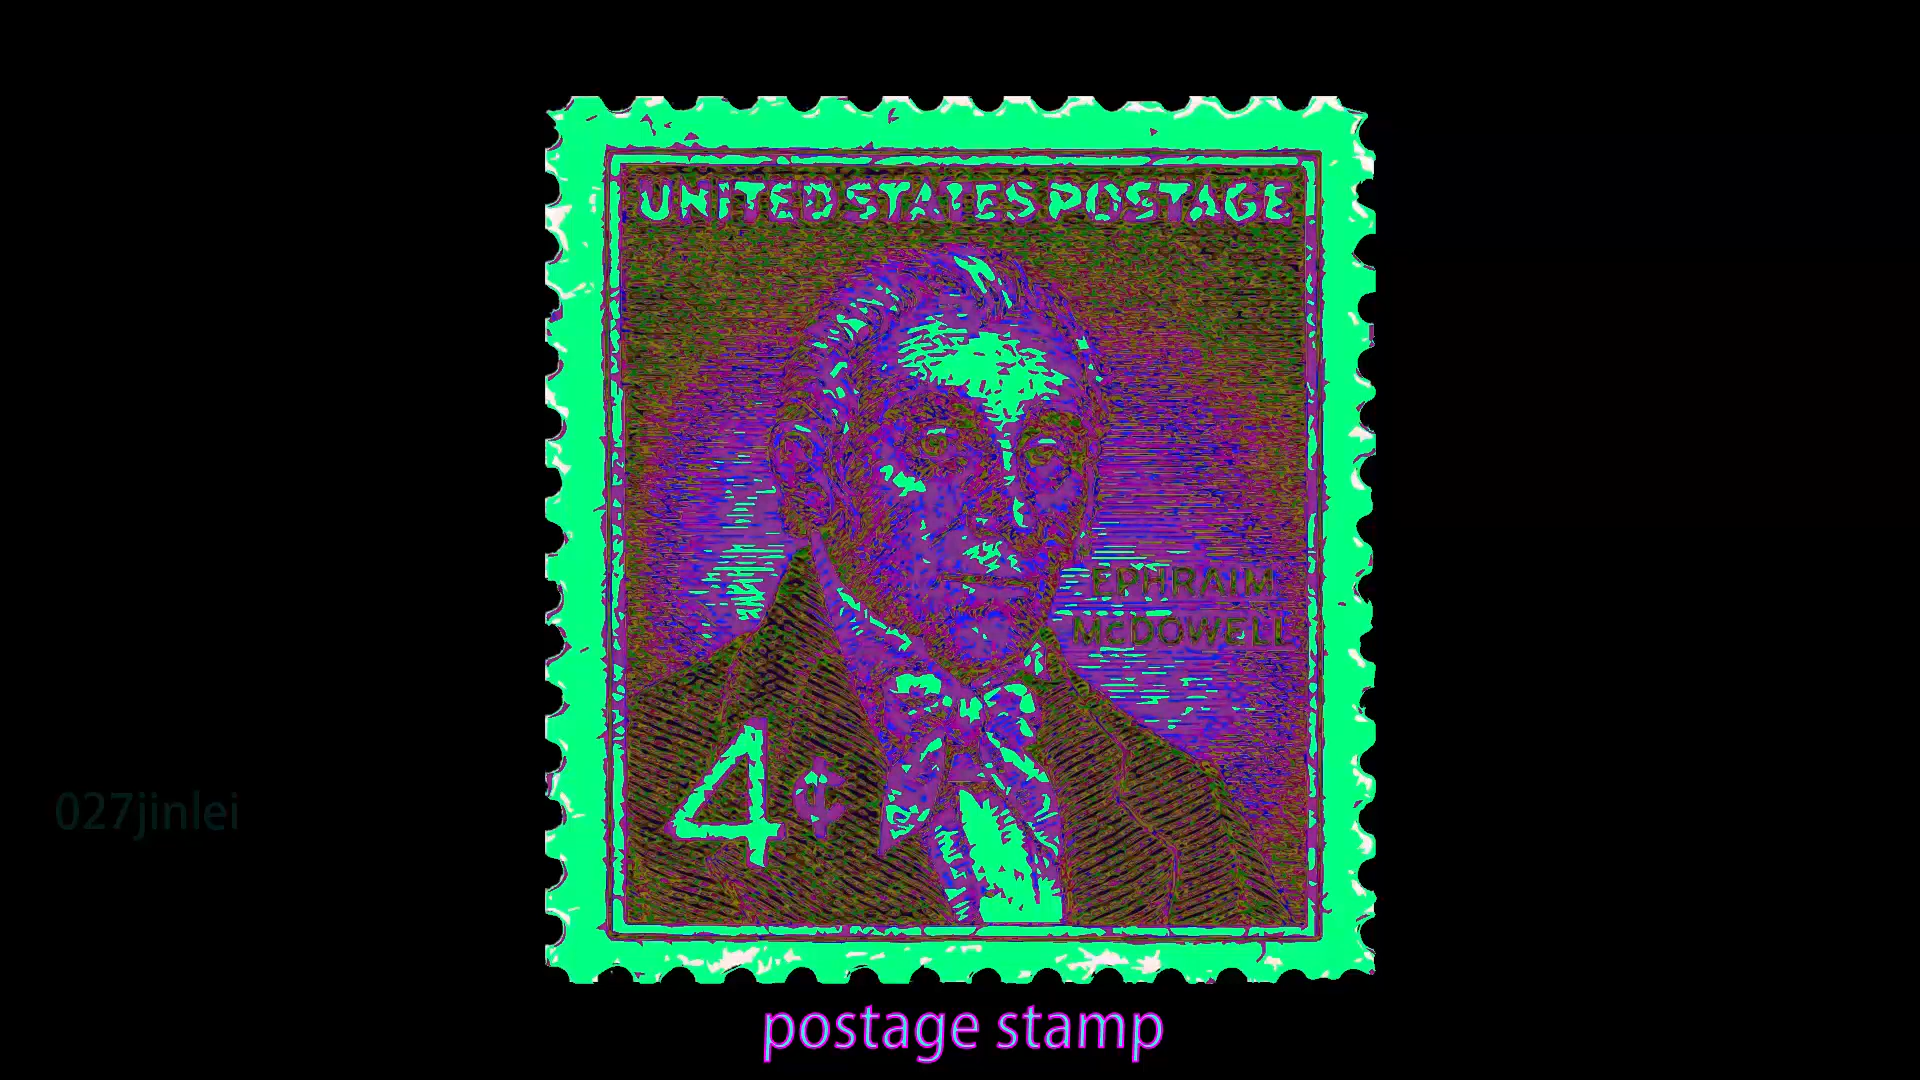 UNITED STATES POSTAGE
EPHRAIM
McDOWELL
4¢
027jinlei
postage stamp